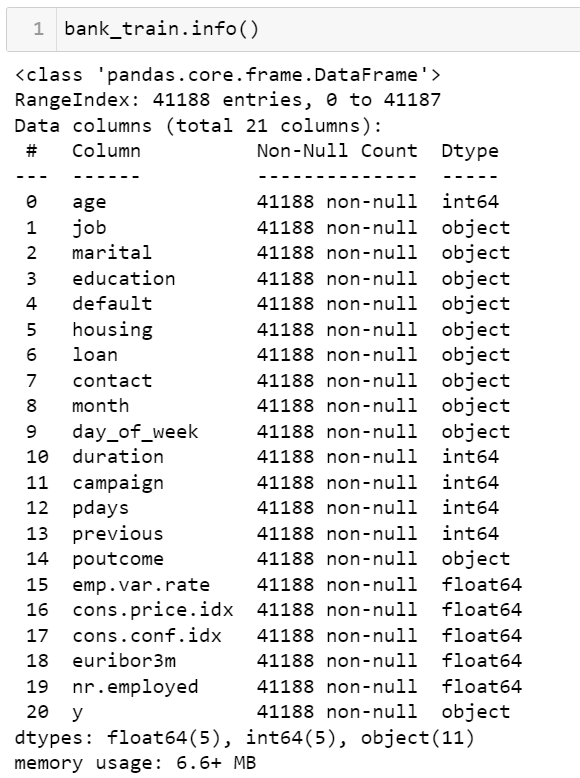 1 bank_train.info()
<class 'pandas.core.frame.DataFrame'>
RangeIndex: 41188 entries, 0 to 41187
Data columns (total 21 columns):
 #   Column          Non-Null Count  Dtype
---  ------          --------------  -----
 0   age             41188 non-null  int64
 1   job             41188 non-null  object
 2   marital         41188 non-null  object
 3   education       41188 non-null  object
 4   default         41188 non-null  object
 5   housing         41188 non-null  object
 6   loan            41188 non-null  object
 7   contact         41188 non-null  object
 8   month           41188 non-null  object
 9   day_of_week     41188 non-null  object
 10  duration        41188 non-null  int64
 11  campaign        41188 non-null  int64
 12  pdays           41188 non-null  int64
 13  previous        41188 non-null  int64
 14  poutcome        41188 non-null  object
 15  emp.var.rate    41188 non-null  float64
 16  cons.price.idx  41188 non-null  float64
 17  cons.conf.idx   41188 non-null  float64
 18  euribor3m       41188 non-null  float64
 19  nr.employed     41188 non-null  float64
 20  y               41188 non-null  object
dtypes: float64(5), int64(5), object(11)
memory usage: 6.6+ MB